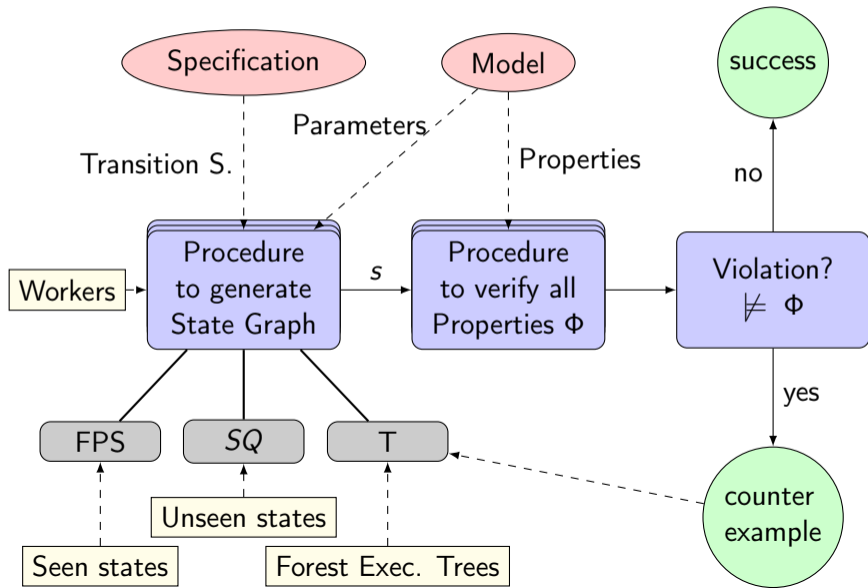 Specification
Model
success
Parameters
Transition S.
Properties
no
Workers
Procedure
to generate
State Graph
s
Procedure
to verify all
Properties Φ
Violation?
⊭ Φ
yes
FPS
SQ
T
counter
example
Unseen states
Seen states
Forest Exec. Trees